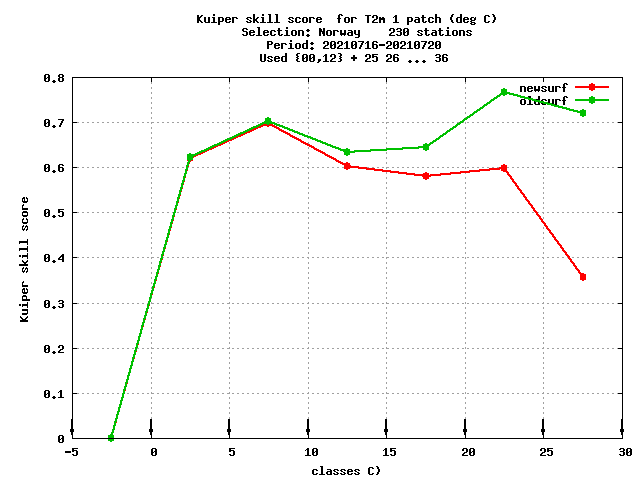 Kuiper skill score  for T2m 1 patch (deg C)
Selection: Norway    230 stations
Period: 20210716-20210720
Used {00,12} + 25 26 ... 36
newsurf
oldsurf
0.8
0.7
0.6
0.5
0.4
0.3
0.2
0.1
0
Kuiper skill score
-5 0 5 10 15 20 25 30
classes C)